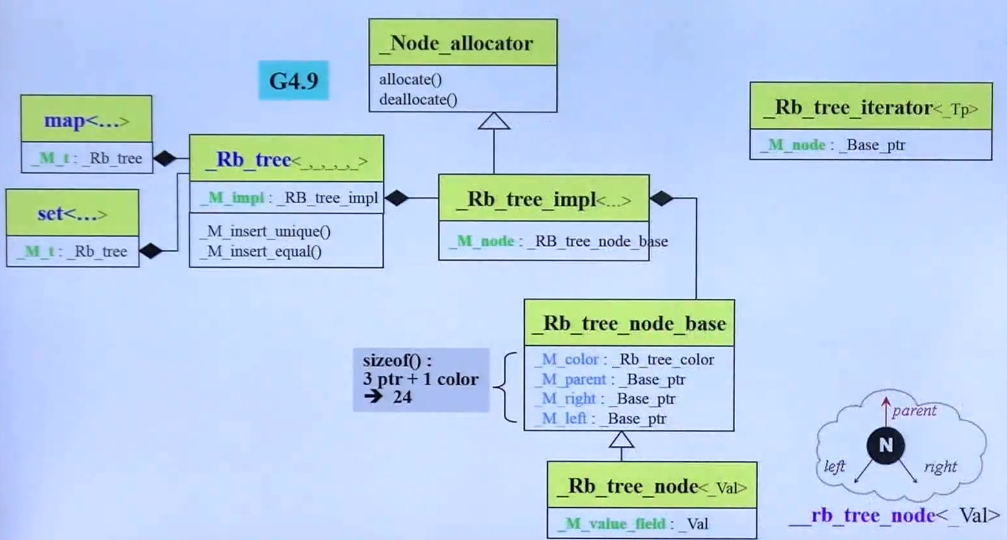 _Node_allocator
allocate()
deallocate()
G4.9
map<...>
_M_t : _Rb_tree
set<...>
_M_t : _Rb_tree
_Rb_tree<_,_,_,_,_>
_M_impl : _RB_tree_impl
_M_insert_unique()
_M_insert_equal()
_Rb_tree_impl<...>
_M_node : _RB_tree_node_base
_Rb_tree_iterator<_Tp>
_M_node : _Base_ptr
_Rb_tree_node_base
_M_color : _Rb_tree_color
_M_parent : _Base_ptr
_M_right : _Base_ptr
_M_left : _Base_ptr
sizeof() :
3 ptr + 1 color
➔ 24
_Rb_tree_node<_Val>
_M_value_field : _Val
parent
N
left
right
__rb_tree_node<_Val>